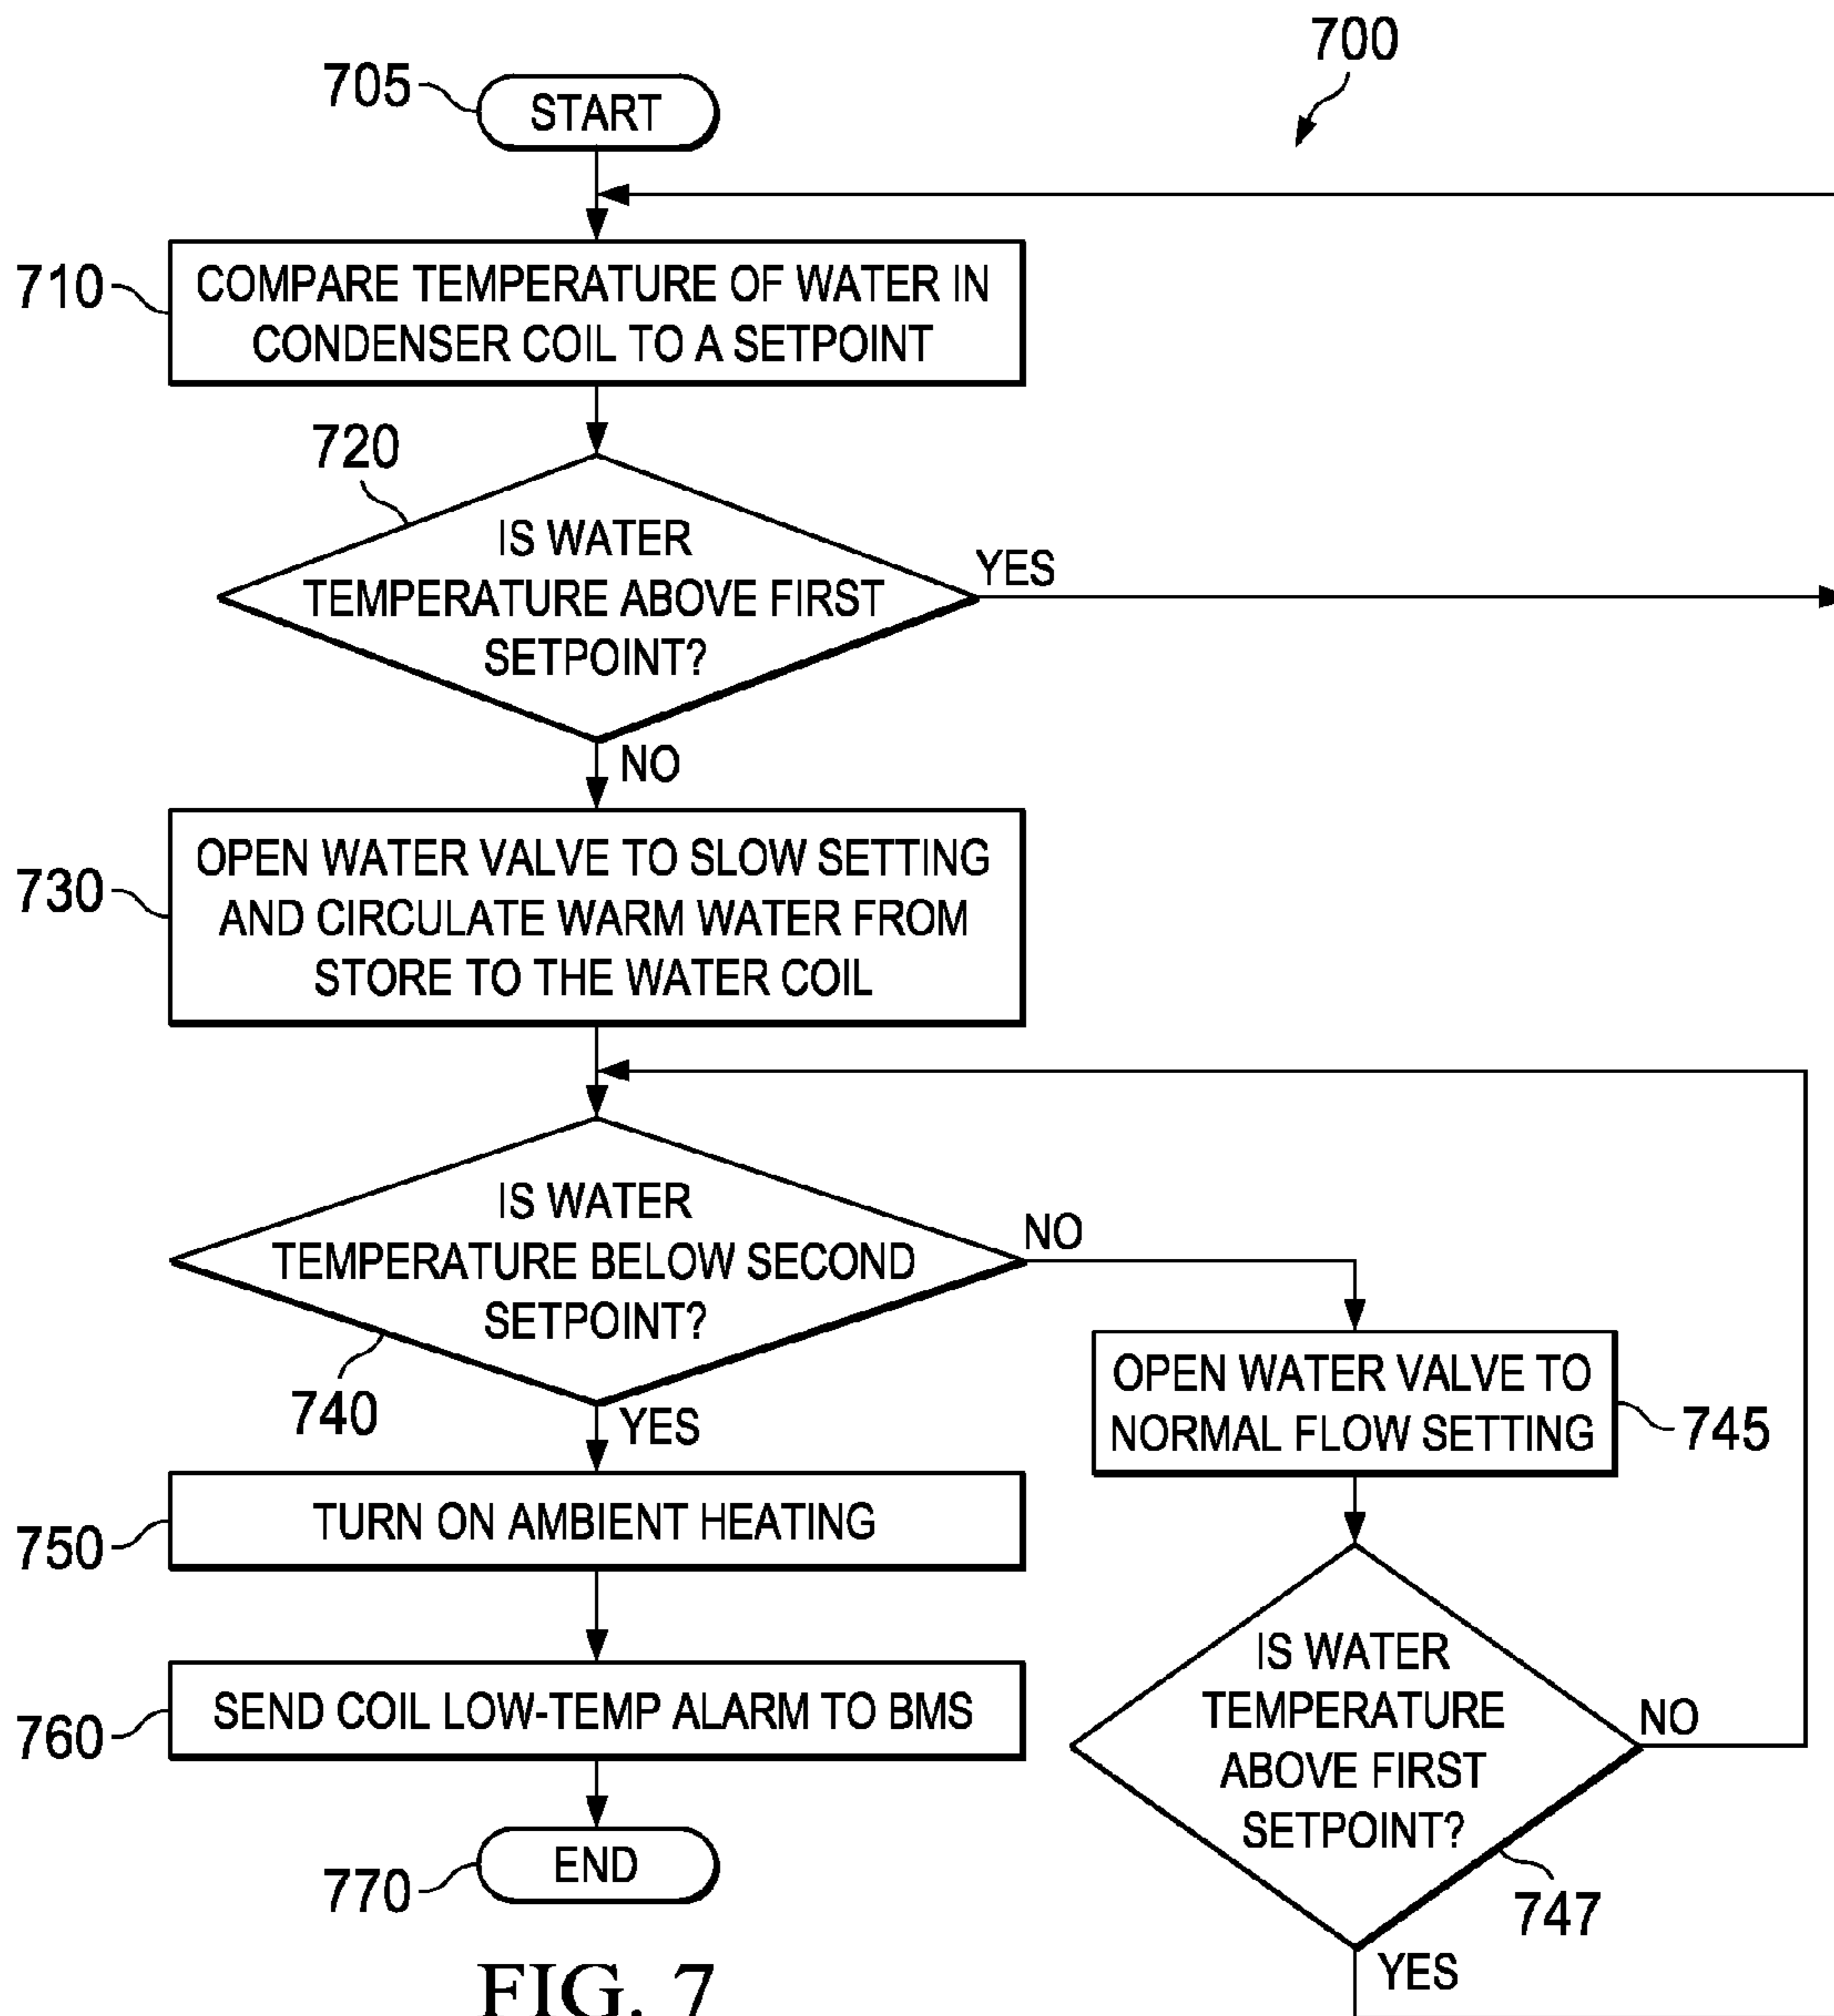 700
705
START
710
COMPARE TEMPERATURE OF WATER IN
CONDENSER COIL TO A SETPOINT
720
IS WATER
TEMPERATURE ABOVE FIRST
SETPOINT?
YES
NO
730
OPEN WATER VALVE TO SLOW SETTING
AND CIRCULATE WARM WATER FROM
STORE TO THE WATER COIL
IS WATER
TEMPERATURE BELOW SECOND
SETPOINT?
NO
740
YES
OPEN WATER VALVE TO
NORMAL FLOW SETTING
745
750
TURN ON AMBIENT HEATING
IS WATER
TEMPERATURE
ABOVE FIRST
SETPOINT?
NO
747
YES
760
SEND COIL LOW-TEMP ALARM TO BMS
770
END
FIG. 7